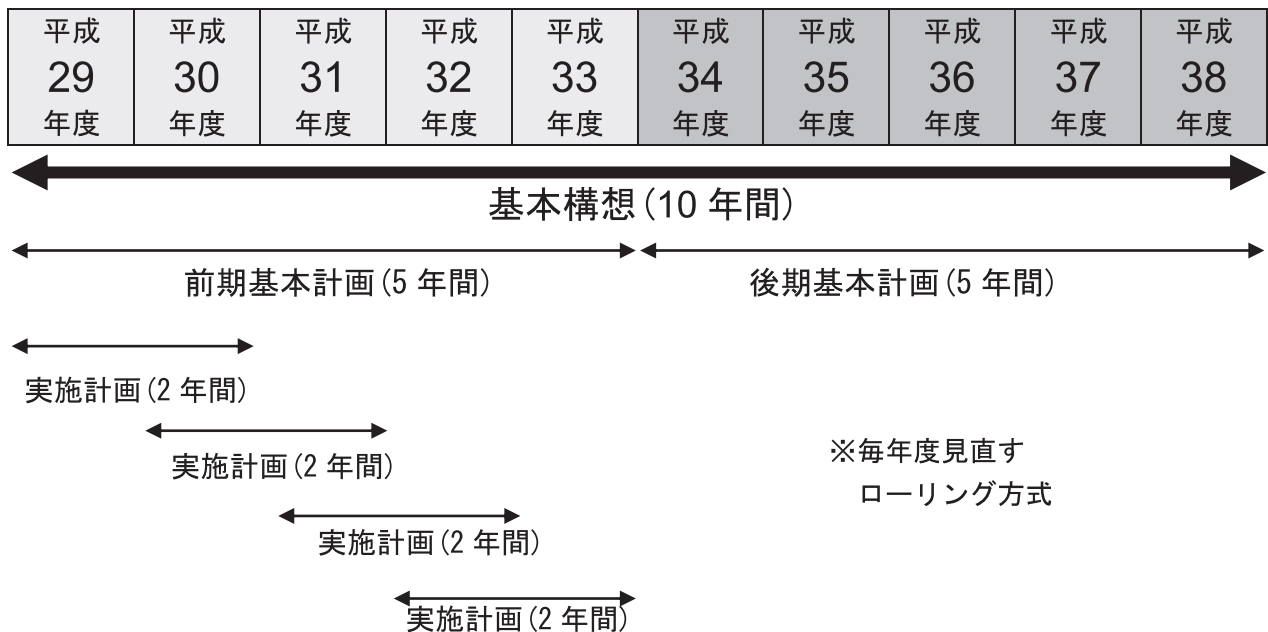 平成 平成 平成 平成 平成 平成 平成 平成 平成 平成
29 30 31 32 33 34 35 36 37 38
年度 年度 年度 年度 年度 年度 年度 年度 年度 年度
基本構想(10 年間)
前期基本計画(5 年間) 後期基本計画(5 年間)
実施計画(2 年間)
実施計画(2 年間)
※毎年度見直す
ローリング方式
実施計画(2 年間)
実施計画(2 年間)